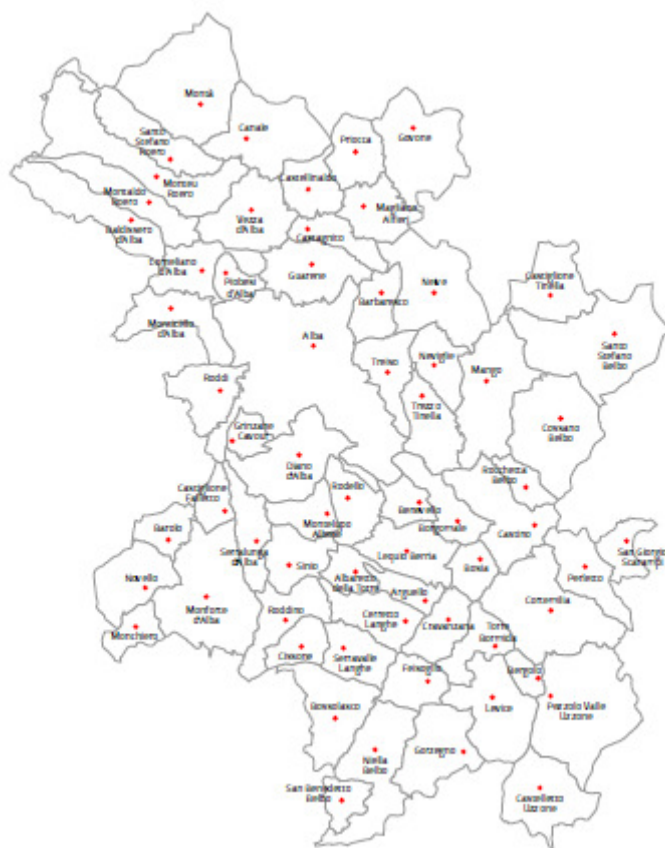 Monsà
Canale
Santo
Stefano
Roero
Priocca
Govone
Monteu
Roero
Castellinaldo
Montaldo
Roero
Vezza
d'Alba
Magliano
Alfieri
Baldissero
d'Alba
Castagnito
Corneliano
d'Alba
Piobesi
d'Alba
Guarene
Barbaresco
Neive
Castiglione
Tinella
Monticello
d'Alba
Alba
Santo
Stefano
Belbo
Treiso
Neviglie
Mango
Roddi
Trezzo
Tinella
Cossano
Belbo
Grinzane
Cavour
Diano
d'Alba
Rocchetta
Belbo
Castiglione
Falletto
Rodello
Benevello
Borgomale
Montelupo
Albese
Castino
Barolo
Serralunga
d'Alba
Lequio Berria
San Giorgio
Scarampi
Sinio
Bosia
Perletto
Novello
Albaretto
della Torre
Arguello
Monforte
d'Alba
Cortemilia
Roddino
Cerretto
Langhe
Cravanzana
Torre
Bormida
Monchiero
Cissone
Serravalle
Langhe
Feisoglio
Bergolo
Levice
Pezzolo Valle
Uzzone
Bossolasco
Niella
Belbo
Gorzegno
San Benedetto
Belbo
Castelletto
Uzzone